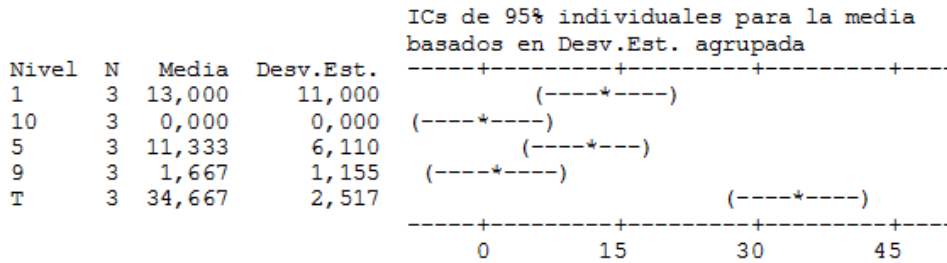 ICs de 95% individuales para la media
                                 basados en Desv.Est. agrupada
Nivel  N   Media  Desv.Est.  -----+---------+---------+---------+----
1      3  13,000     11,000            (----*----)
10     3   0,000      0,000  (----*----)
5      3  11,333      6,110           (----*---)
9      3   1,667      1,155   (----*----)
T      3  34,667      2,517                         (----*----)
                             -----+---------+---------+---------+----
                                  0        15        30        45